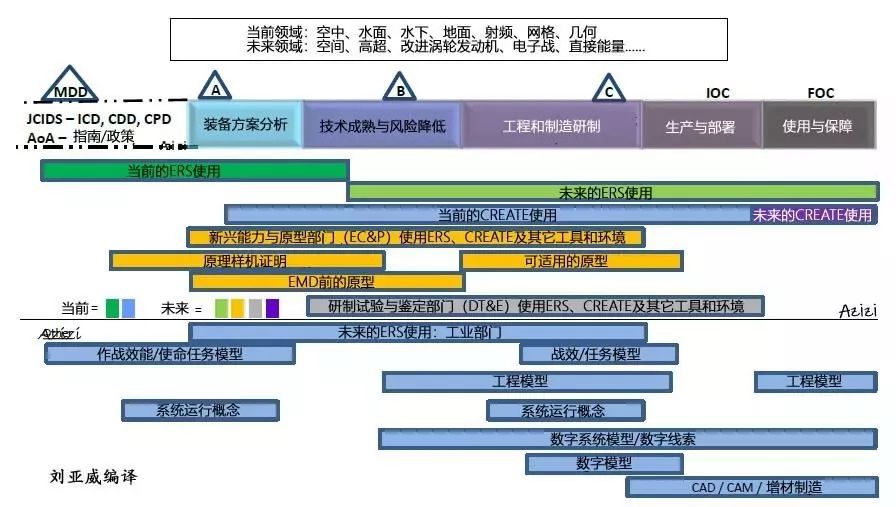 当前领域：空中、水面、水下、地面、射频、网格、几何
未来领域：空间、高超、改进涡轮发动机、电子战、直接能量……
MDD
A
B
C
IOC
FOC
JCIDS – ICD, CDD, CPD
AoA – 指南/政策
装备方案分析
技术成熟与风险降低
工程和制造研制
生产与部署
使用与保障
当前的ERS使用
未来的ERS使用
当前的CREATE使用
未来的CREATE使用
新兴能力与原型部门（EC&P）使用ERS、CREATE及其它工具和环境
原理样机证明
可适用的原型
EMD前的原型
当前=
未来 =
研制试验与鉴定部门（DT&E）使用ERS、CREATE及其它工具和环境
Azizi
Azizi
未来的ERS使用：工业部门
作战效能/使命任务模型
战效/任务模型
工程模型
工程模型
系统运行概念
系统运行概念
数字系统模型/数字线索
数字模型
CAD / CAM / 增材制造
刘亚威编译